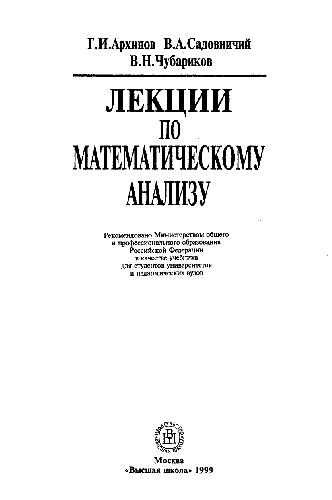 Г.И.Архипов В.А.Садовничий
В.Н.Чубариков
ЛЕКЦИИ
ПО
МАТЕМАТИЧЕСКОМУ
АНАЛИЗУ
Рекомендовано Министерством общего
и профессионального образования
Российской Федерации
в качестве учебника
для студентов университетов
и педагогических вузов
Москва
«Высшая школа» 1999